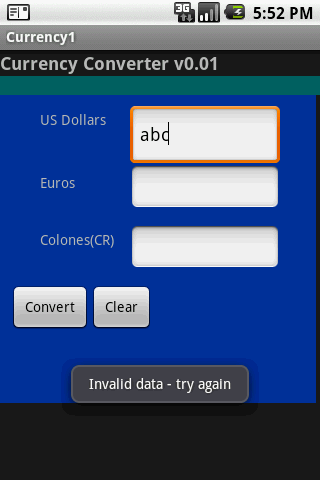 3G 5:52 PM
Currency1
Currency Converter v0.01
US Dollars
abc
Euros
Colones(CR)
Convert Clear
Invalid data - try again